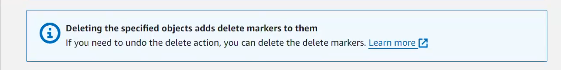 Deleting the specified objects adds delete markers to them
If you need to undo the delete action, you can delete the delete markers. Learn more